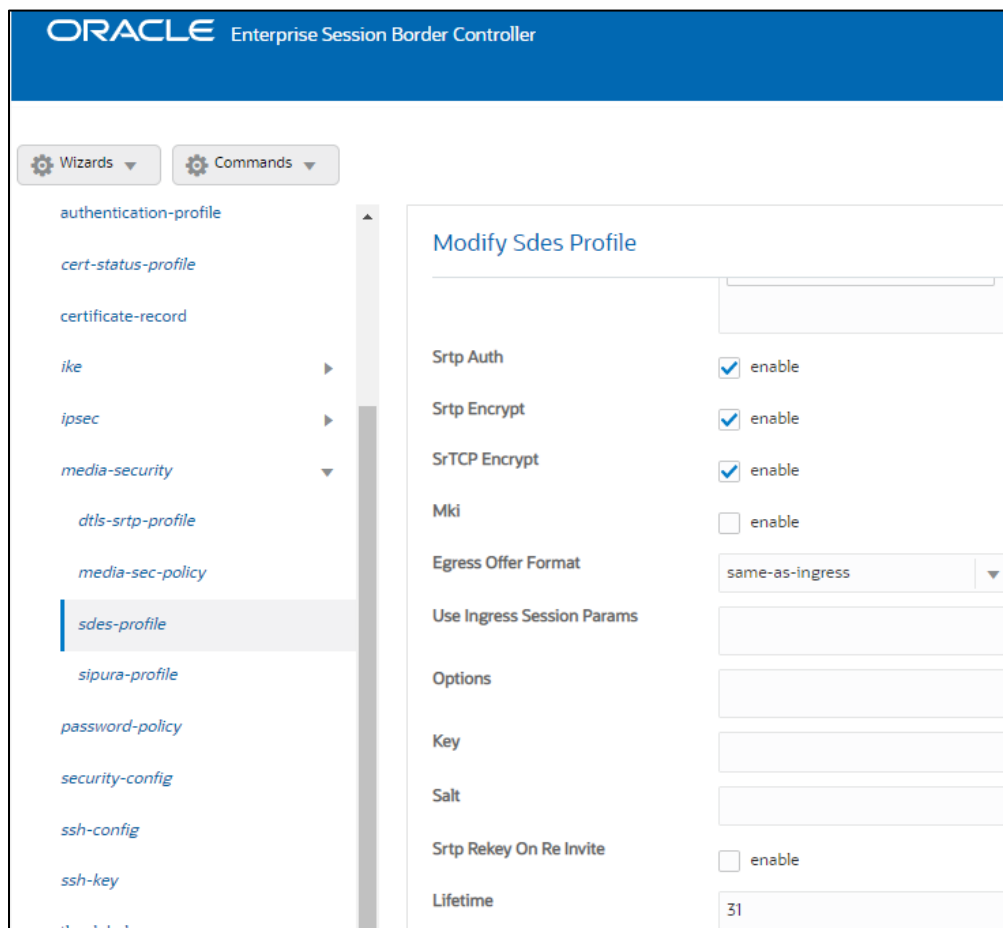 ORACLE Enterprise Session Border Controller
Wizards Commands
authentication-profile
cert-status-profile
certificate-record
ike
ipsec
media-security
dtls-srtp-profile
media-sec-policy
sdes-profile
sipura-profile
password-policy
security-config
ssh-config
ssh-key
Modify Sdes Profile
Srtp Auth enable
Srtp Encrypt enable
SrTCP Encrypt enable
Mki enable
Egress Offer Format same-as-ingress
Use Ingress Session Params
Options
Key
Salt
Srtp Rekey On Re Invite enable
Lifetime 31